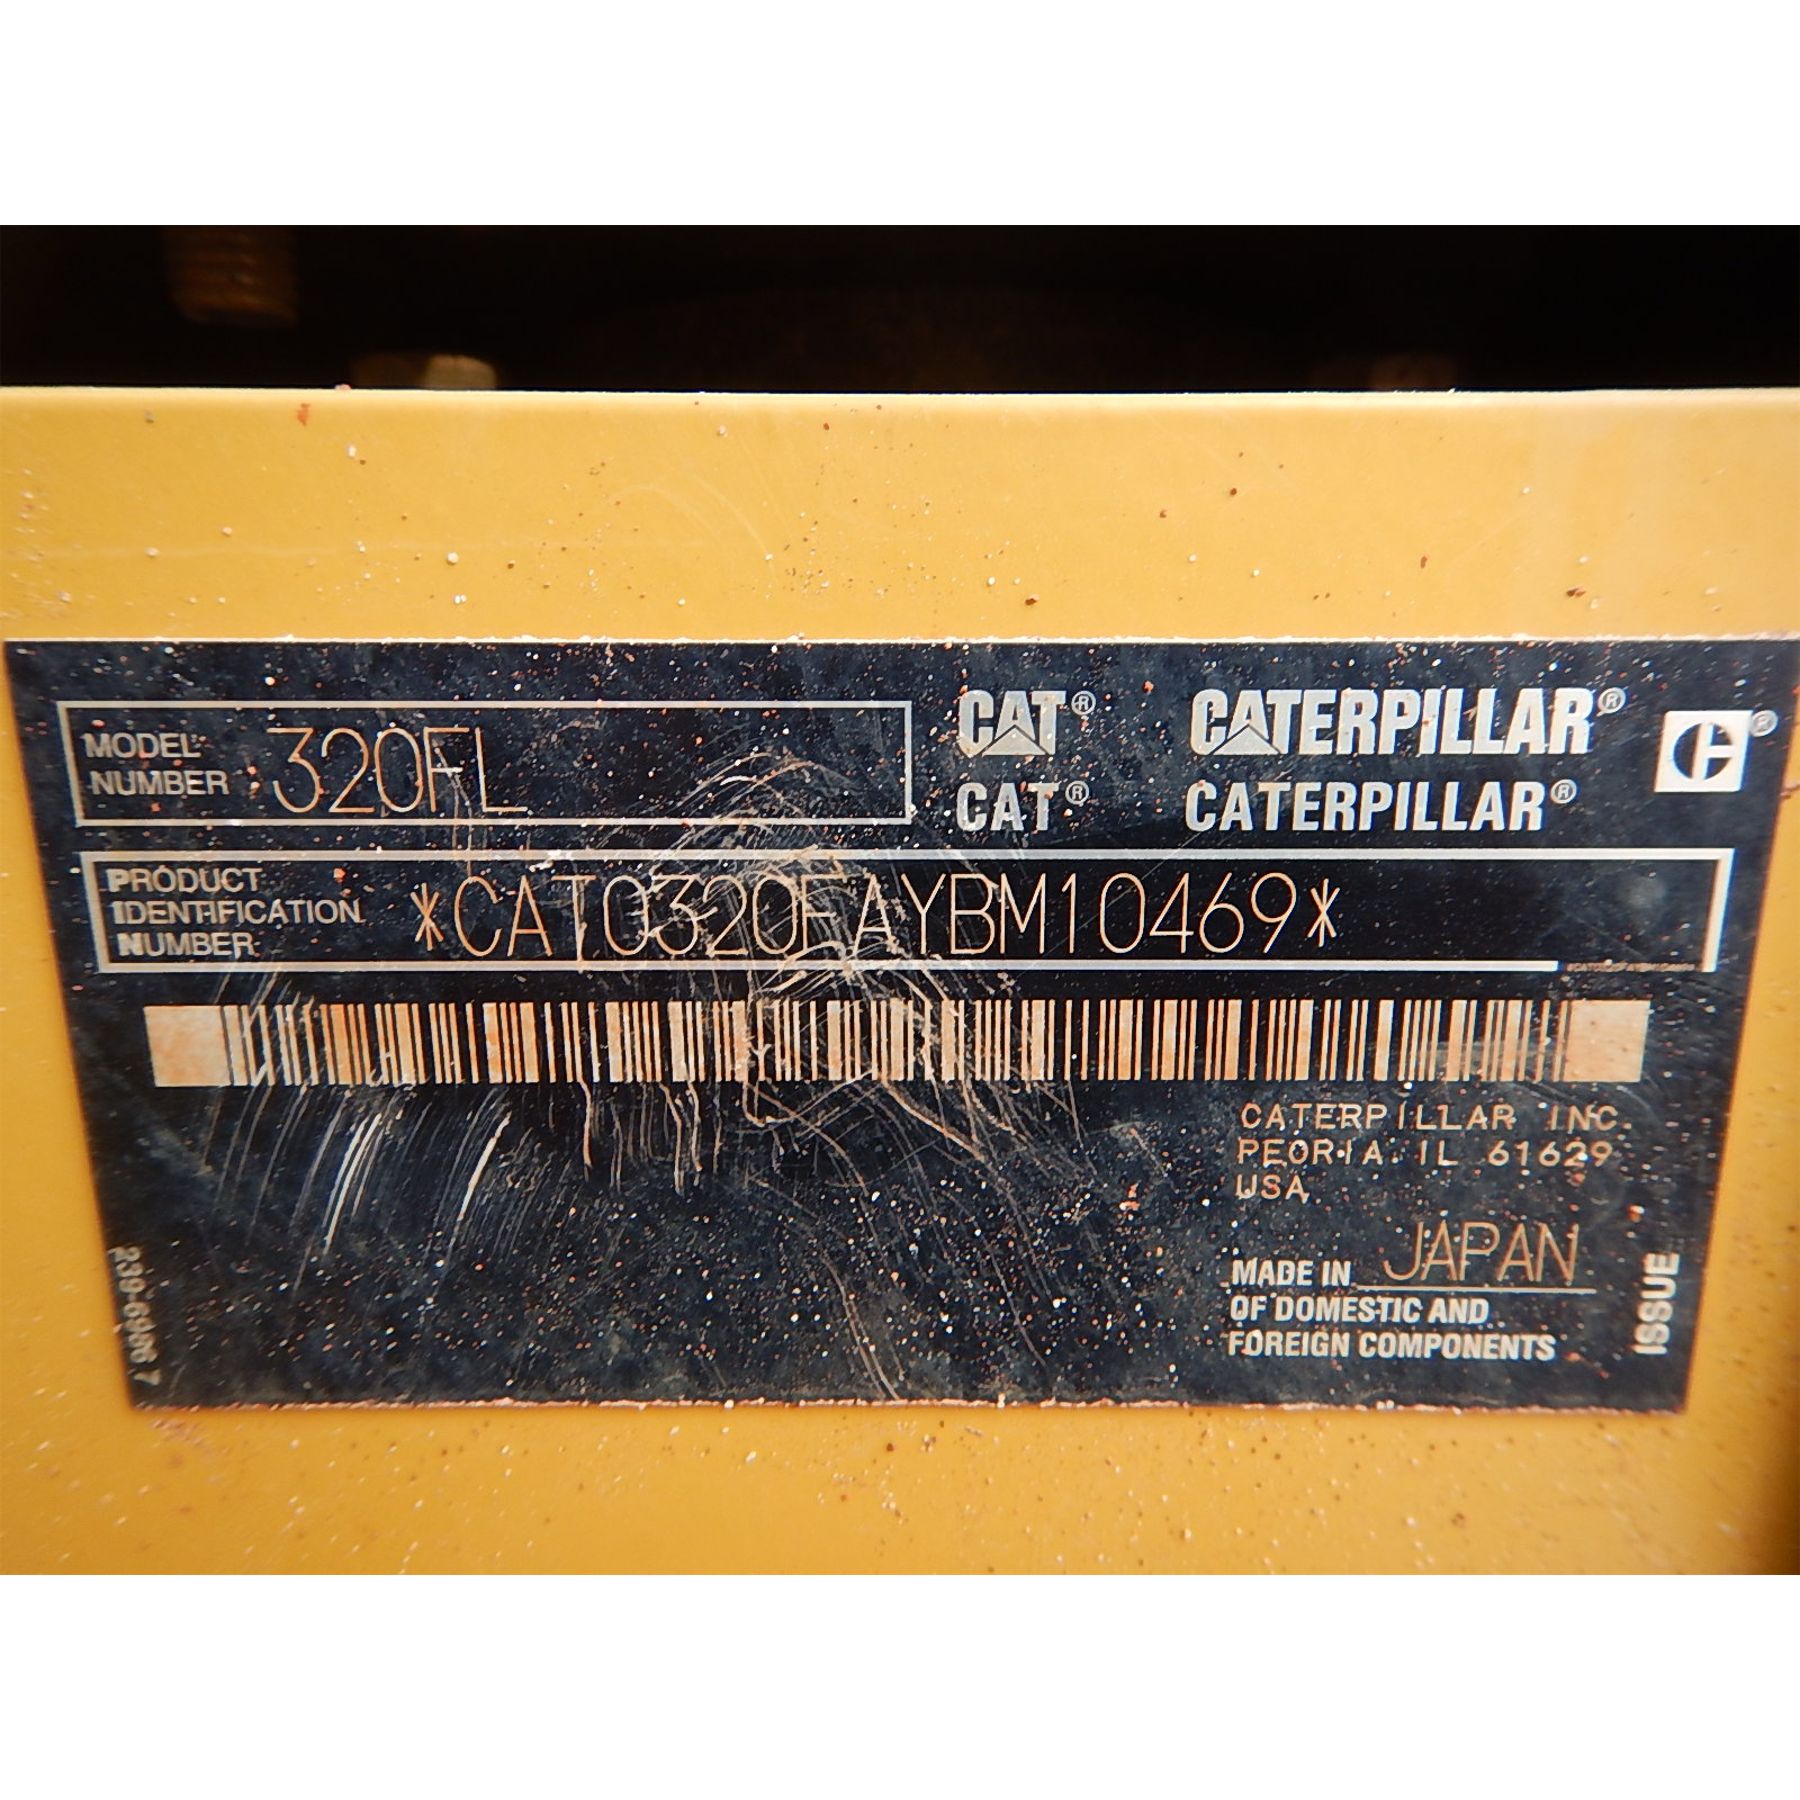 MODEL NUMBER 320FL
CAT® CATERPILLAR®
CAT® CATERPILLAR®
PRODUCT IDENTIFICATION NUMBER *CAT0320FAYBM10469*
CATERPILLAR INC.
PEORIA IL 61629
USA
MADE IN JAPAN
OF DOMESTIC AND
FOREIGN COMPONENTS
ISSUE